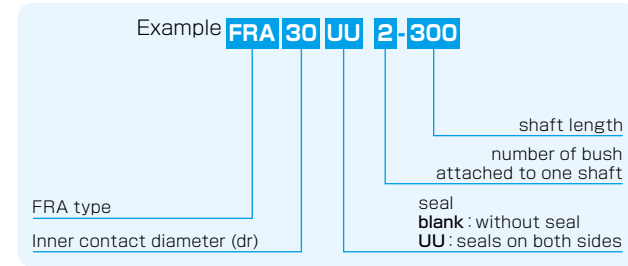 Example FRA 30 UU 2 - 300
shaft length
number of bush
attached to one shaft
FRA type
seal
blank : without seal
Inner contact diameter (dr)
UU : seals on both sides